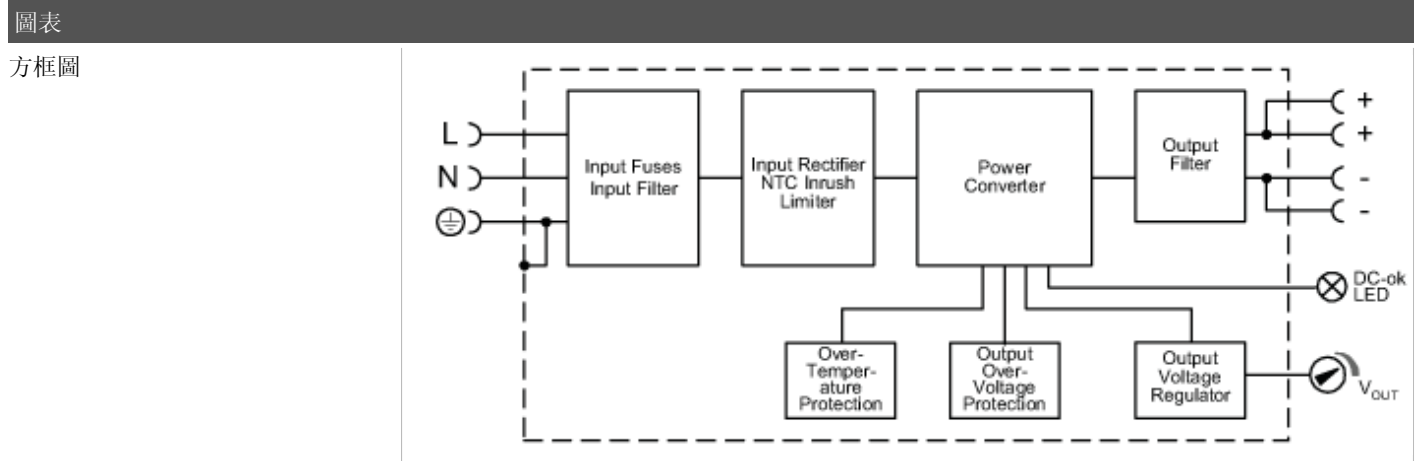 圖表
方框圖
L
N
Input Fuses
Input Filter
Input Rectifier
NTC Inrush
Limiter
Power
Converter
Output
Filter
+
+
-
-
DC-ok
LED
Over-
Temper-
ature
Protection
Output
Over-
Voltage
Protection
Output
Voltage
Regulator
VOUT